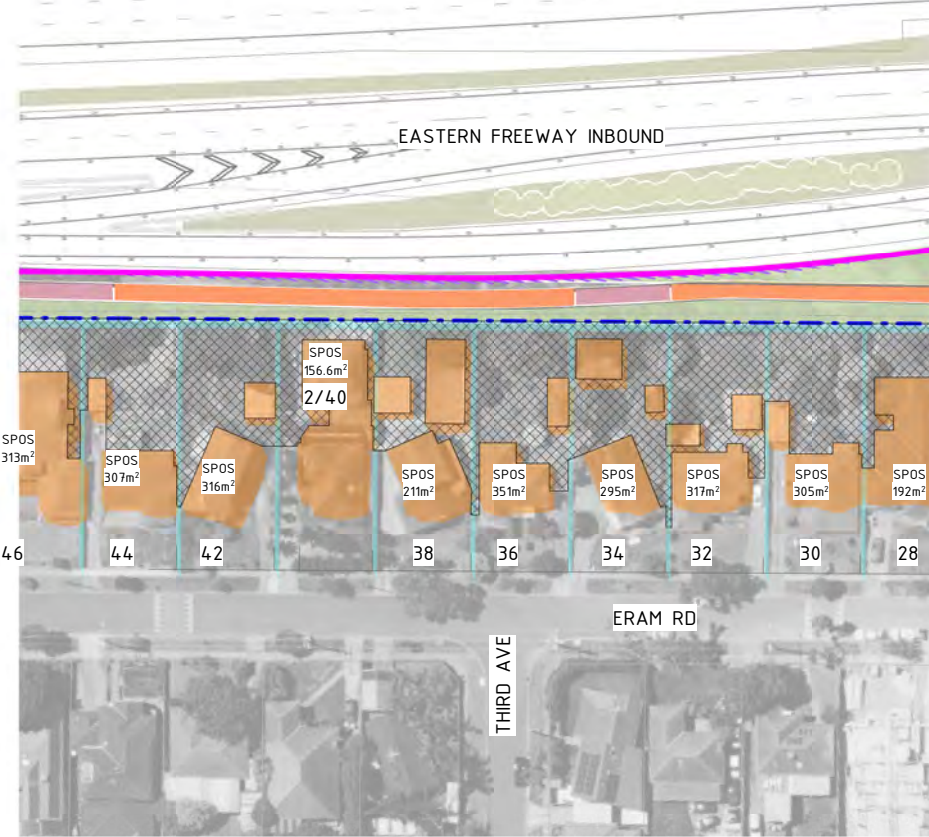 EASTERN FREEWAY INBOUND
SPOS
156.6m²
2/40
SPOS
313m²
SPOS
307m²
SPOS
316m²
SPOS
211m²
SPOS
351m²
SPOS
295m²
SPOS
317m²
SPOS
305m²
SPOS
192m²
46
44
42
38
36
34
32
30
28
ERAM RD
THIRD AVE